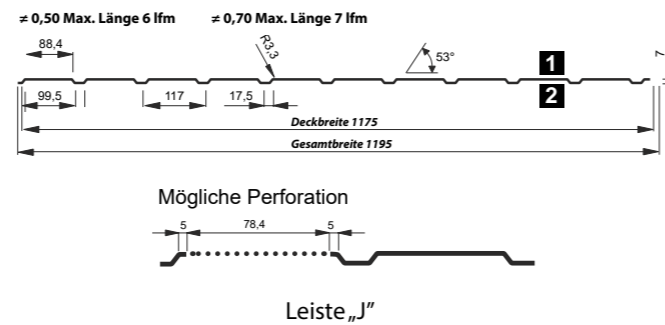 ≠ 0,50 Max. Länge 6 lfm ≠ 0,70 Max. Länge 7 lfm
88,4 R3,3 53° 1 7
99,5 117 17,5 2
Deckbreite 1175
Gesamtbreite 1195
Mögliche Perforation
5 78,4 5
Leiste „J”